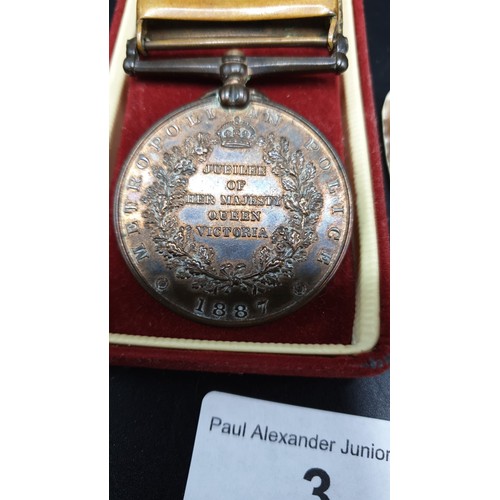 METROPOLITAN POLICE
JUBILEE
OF
HER MAJESTY
QUEEN
VICTORIA
1887
Paul Alexander Junior
3